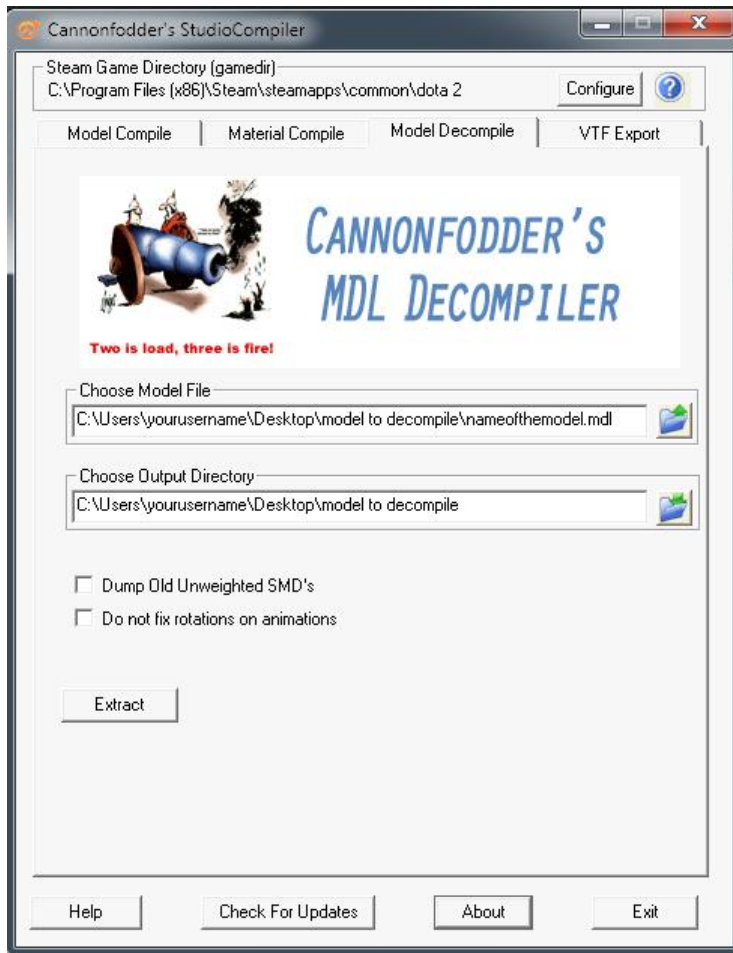 Cannonfodder's StudioCompiler
Steam Game Directory (gamedir)
C:\Program Files (x86)\Steam\steamapps\common\dota 2
Configure
Model Compile
Material Compile
Model Decompile
VTF Export
CANNONFODDER'S
MDL DECOMPILER
Two is load, three is fire!
Choose Model File
C:\Users\yourusername\Desktop\model to decompile\nameofthemodel.mdl
Choose Output Directory
C:\Users\yourusername\Desktop\model to decompile
Dump Old Unweighted SMD's
Do not fix rotations on animations
Extract
Help
Check For Updates
About
Exit